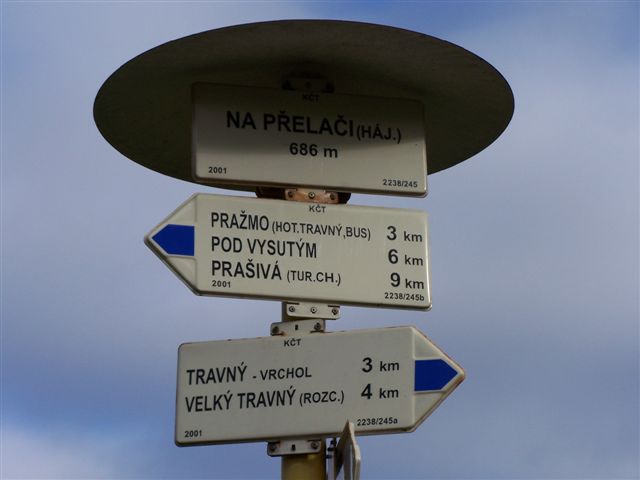 KČT
NA PŘELAČI (HÁJ.)
686 m
2001 2238/245
KČT
PRAŽMO (HOT.TRAVNÝ,BUS) 3 km
POD VYSUTÝM 6 km
PRAŠIVÁ (TUR.CH.) 9 km
2001 2238/245b
KČT
TRAVNÝ - VRCHOL 3 km
VELKÝ TRAVNÝ (ROZC.) 4 km
2001 2238/245a